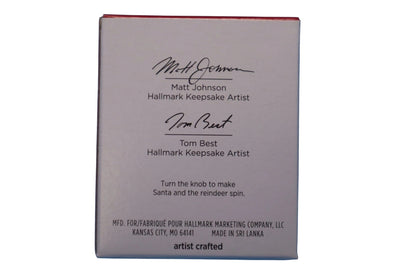 Matt Johnson
Matt Johnson
Hallmark Keepsake Artist
Tom Best
Tom Best
Hallmark Keepsake Artist
Turn the knob to make
Santa and the reindeer spin.
MFD. FOR/FABRIQUÉ POUR HALLMARK MARKETING COMPANY, LLC
KANSAS CITY, MO 64141 MADE IN SRI LANKA
artist crafted